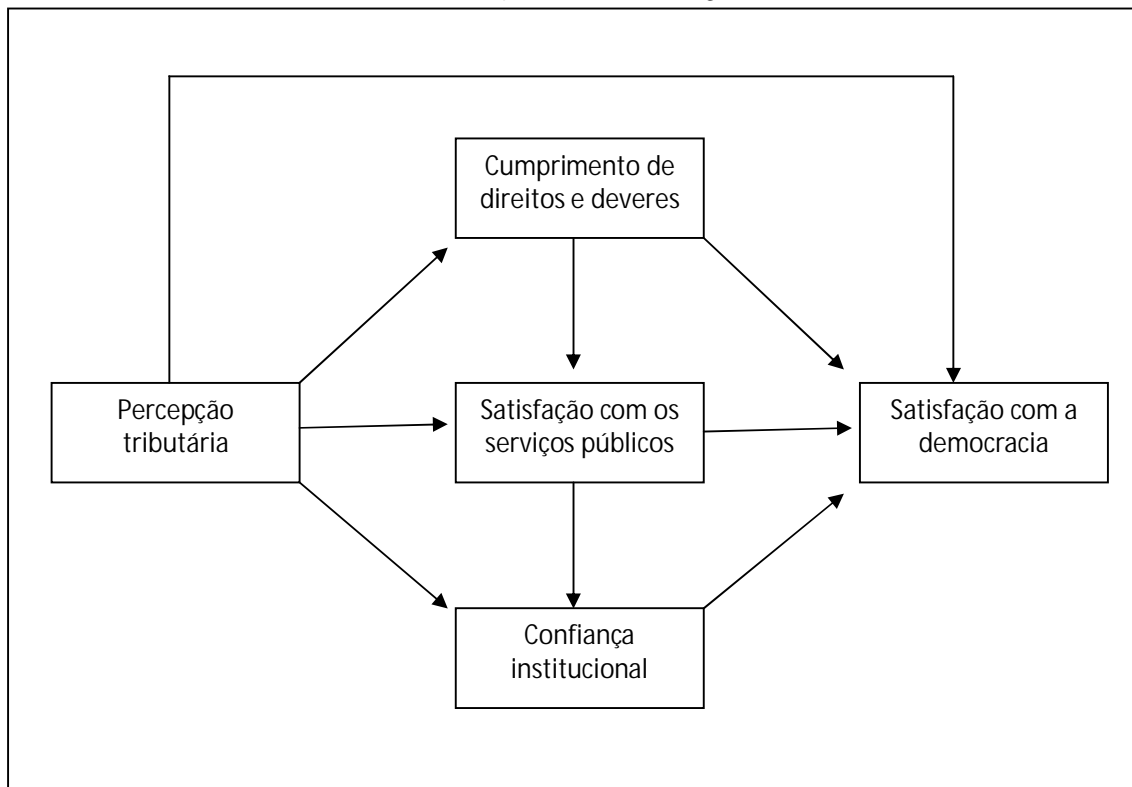 Cumprimento de
direitos e deveres
Percepção
tributária
Satisfação com os
serviços públicos
Satisfação com a
democracia
Confiança
institucional